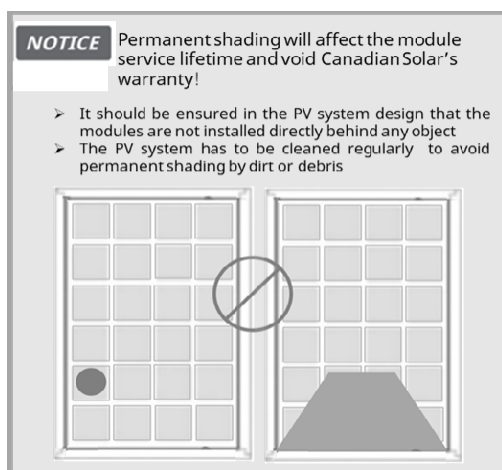 NOTICE
Permanent shading will affect the module
service lifetime and void Canadian Solar's
warranty!
➢ It should be ensured in the PV system design that the
modules are not installed directly behind any object
➢ The PV system has to be cleaned regularly to avoid
permanent shading by dirt or debris